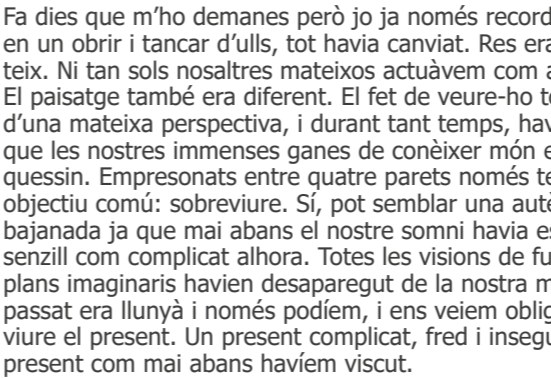 Fa dies que m’ho demanes però jo ja només record
en un obrir i tancar d’ulls, tot havia canviat. Res era
teix. Ni tan sols nosaltres mateixos actuàvem com a
El paisatge també era diferent. El fet de veure-ho t
d’una mateixa perspectiva, i durant tant temps, hav
que les nostres immenses ganes de conèixer món e
quessin. Empresonats entre quatre parets només te
objectiu comú: sobreviure. Sí, pot semblar una aut
bajanada ja que mai abans el nostre somni havia es
senzill com complicat alhora. Totes les visions de fu
plans imaginaris havien desaparegut de la nostra m
passat era llunyà i només podíem, i ens veiem oblig
viure el present. Un present complicat, fred i insegu
present com mai abans havíem viscut.